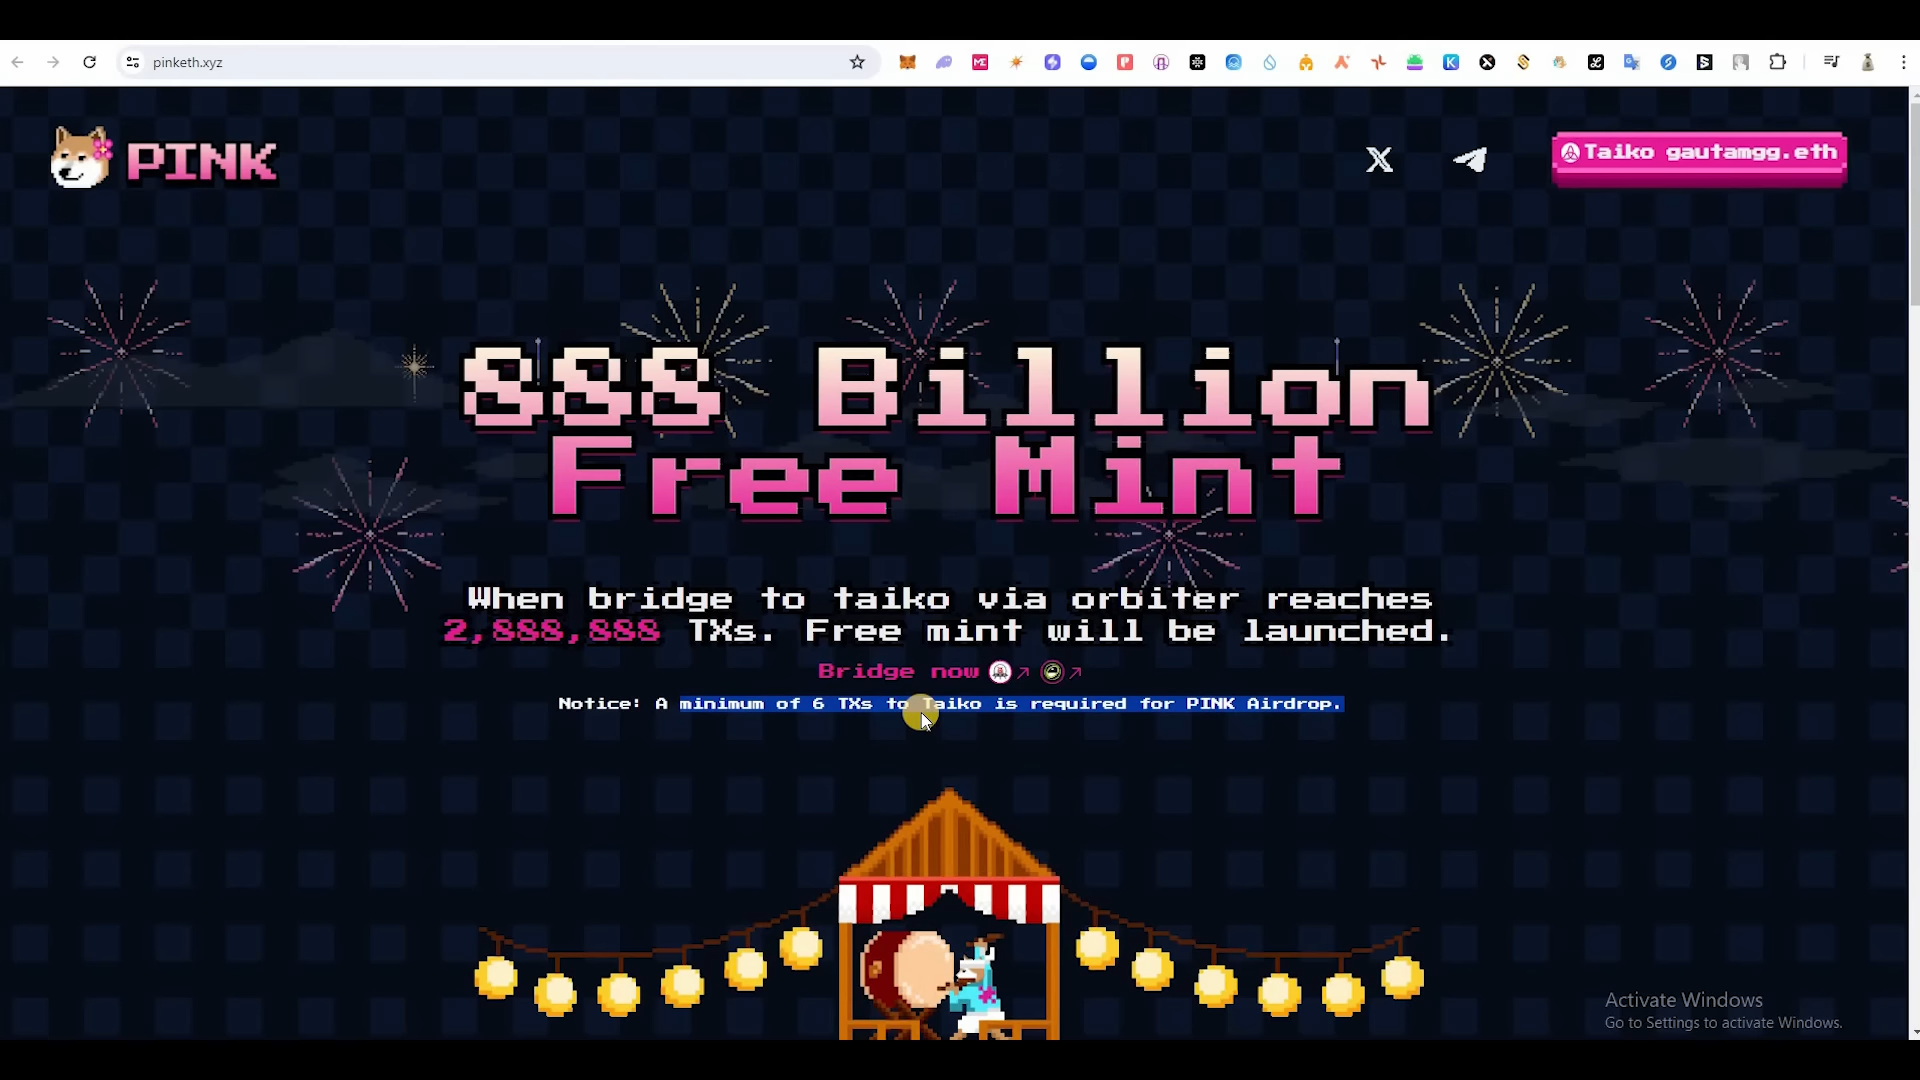 pinketh.xyz
PINK
Taiko gautamgg.eth
888 Billion
Free Mint
When bridge to taiko via orbiter reaches
2,888,888 TXs. Free mint will be launched.
Bridge now
Notice: A minimum of 6 TXs to Taiko is required for PINK Airdrop.
Activate Windows
Go to Settings to activate Windows.